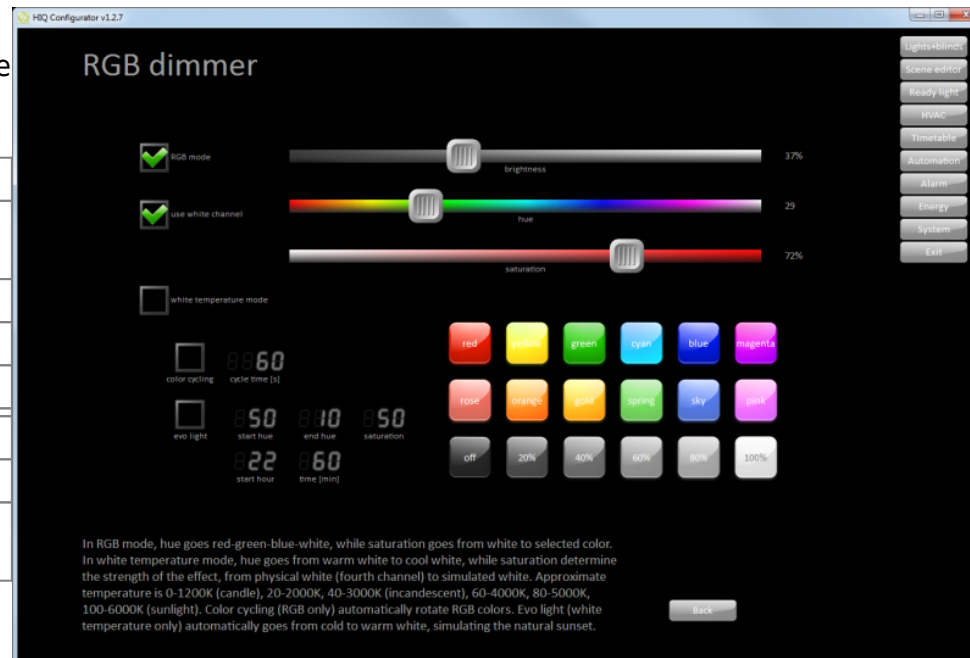 HIQ Configurator v1.2.7
e
RGB dimmer
Lights+blinds
Scene editor
Ready light
HVAC
Timetable
Automation
Alarm
Energy
System
Exit
RGB mode
brightness
37%
use white channel
hue
29
saturation
72%
white temperature mode
color cycling
60
cycle time [s]
evo light
50
start hue
10
end hue
50
saturation
22
start hour
60
time [min]
red yellow green cyan blue magenta
rose orange gold spring sky pink
off 20% 40% 60% 80% 100%
In RGB mode, hue goes red-green-blue-white, while saturation goes from white to selected color.
In white temperature mode, hue goes from warm white to cool white, while saturation determine
the strength of the effect, from physical white (fourth channel) to simulated white. Approximate
temperature is 0-1200K (candle), 20-2000K, 40-3000K (incandescent), 60-4000K, 80-5000K,
100-6000K (sunlight). Color cycling (RGB only) automatically rotate RGB colors. Evo light (white
temperature only) automatically goes from cold to warm white, simulating the natural sunset.
Back